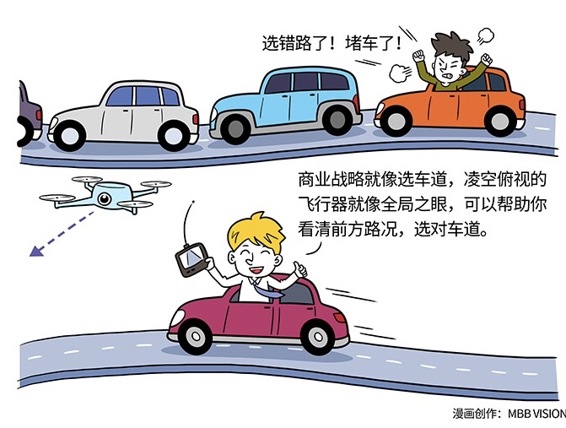 选错路了！堵车了！
商业战略就像选车道，凌空俯视的
飞行器就像全局之眼，可以帮助你
看清前方路况，选对车道。
漫画创作：MBB VISION